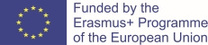 Funded by the
Erasmus+ Programme
of the European Union